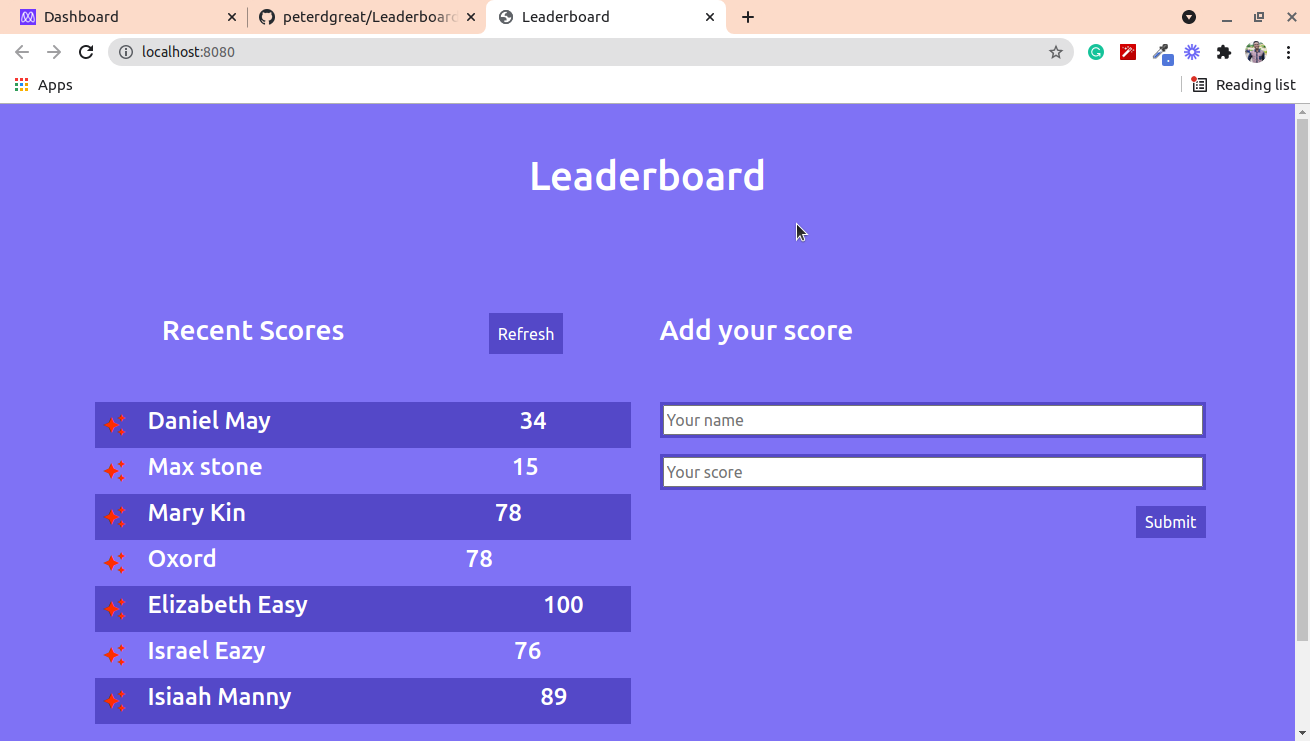 Dashboard
peterdgreat/Leaderboard
Leaderboard
localhost:8080
Apps
Reading list
Leaderboard
Recent Scores
Refresh
Daniel May 34
Max stone 15
Mary Kin 78
Oxord 78
Elizabeth Easy 100
Israel Eazy 76
Isiaah Manny 89
Add your score
Your name
Your score
Submit